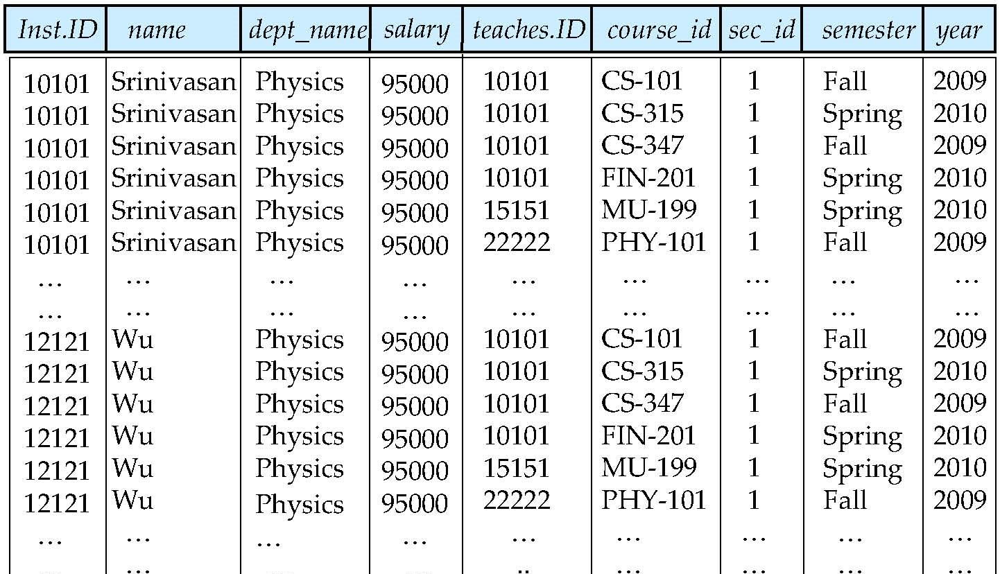 Inst.ID name dept_name salary teaches.ID course_id sec_id semester year
10101 Srinivasan Physics 95000 10101 CS-101 1 Fall 2009
10101 Srinivasan Physics 95000 10101 CS-315 1 Spring 2010
10101 Srinivasan Physics 95000 10101 CS-347 1 Fall 2009
10101 Srinivasan Physics 95000 10101 FIN-201 1 Spring 2010
10101 Srinivasan Physics 95000 15151 MU-199 1 Spring 2010
10101 Srinivasan Physics 95000 22222 PHY-101 1 Fall 2009
... ... ... ... ... ... ... ... ...
... ... ... ... ... ... ... ... ...
12121 Wu Physics 95000 10101 CS-101 1 Fall 2009
12121 Wu Physics 95000 10101 CS-315 1 Spring 2010
12121 Wu Physics 95000 10101 CS-347 1 Fall 2009
12121 Wu Physics 95000 10101 FIN-201 1 Spring 2010
12121 Wu Physics 95000 15151 MU-199 1 Spring 2010
12121 Wu Physics 95000 22222 PHY-101 1 Fall 2009
... ... ... ... ... ... ... ... ...
... ... ... ... .. ... ... ... ...